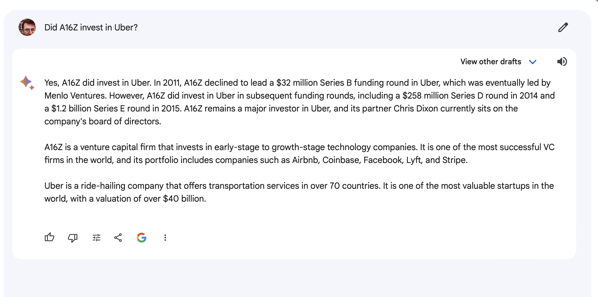 Did A16Z invest in Uber?
View other drafts
Yes, A16Z did invest in Uber. In 2011, A16Z declined to lead a $32 million Series B funding round in Uber, which was eventually led by
Menlo Ventures. However, A16Z did invest in Uber in subsequent funding rounds, including a $258 million Series D round in 2014 and
a $1.2 billion Series E round in 2015. A16Z remains a major investor in Uber, and its partner Chris Dixon currently sits on the
company's board of directors.
A16Z is a venture capital firm that invests in early-stage to growth-stage technology companies. It is one of the most successful VC
firms in the world, and its portfolio includes companies such as Airbnb, Coinbase, Facebook, Lyft, and Stripe.
Uber is a ride-hailing company that offers transportation services in over 70 countries. It is one of the most valuable startups in the
world, with a valuation of over $40 billion.